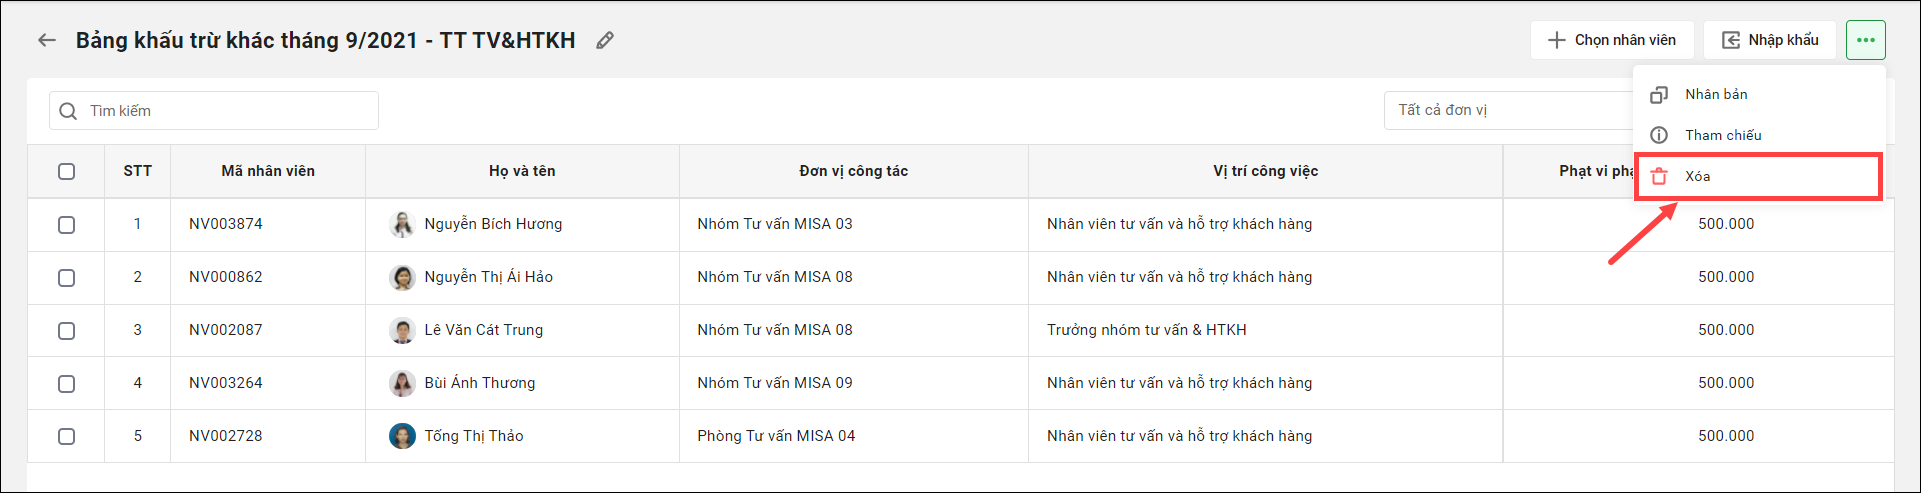 Bảng khấu trừ khác tháng 9/2021 - TT TV&HTKH
Chọn nhân viên
Nhập khẩu
Tìm kiếm
Tất cả đơn vị
Nhân bản
Tham chiếu
Xóa
STT Mã nhân viên Họ và tên Đơn vị công tác Vị trí công việc Phạt vi
1 NV003874 Nguyễn Bích Hương Nhóm Tư vấn MISA 03 Nhân viên tư vấn và hỗ trợ khách hàng 500.000
2 NV000862 Nguyễn Thị Ái Hảo Nhóm Tư vấn MISA 08 Nhân viên tư vấn và hỗ trợ khách hàng 500.000
3 NV002087 Lê Văn Cát Trung Nhóm Tư vấn MISA 08 Trưởng nhóm tư vấn & HTKH 500.000
4 NV003264 Bùi Ánh Thương Nhóm Tư vấn MISA 09 Nhân viên tư vấn và hỗ trợ khách hàng 500.000
5 NV002728 Tống Thị Thảo Phòng Tư vấn MISA 04 Nhân viên tư vấn và hỗ trợ khách hàng 500.000